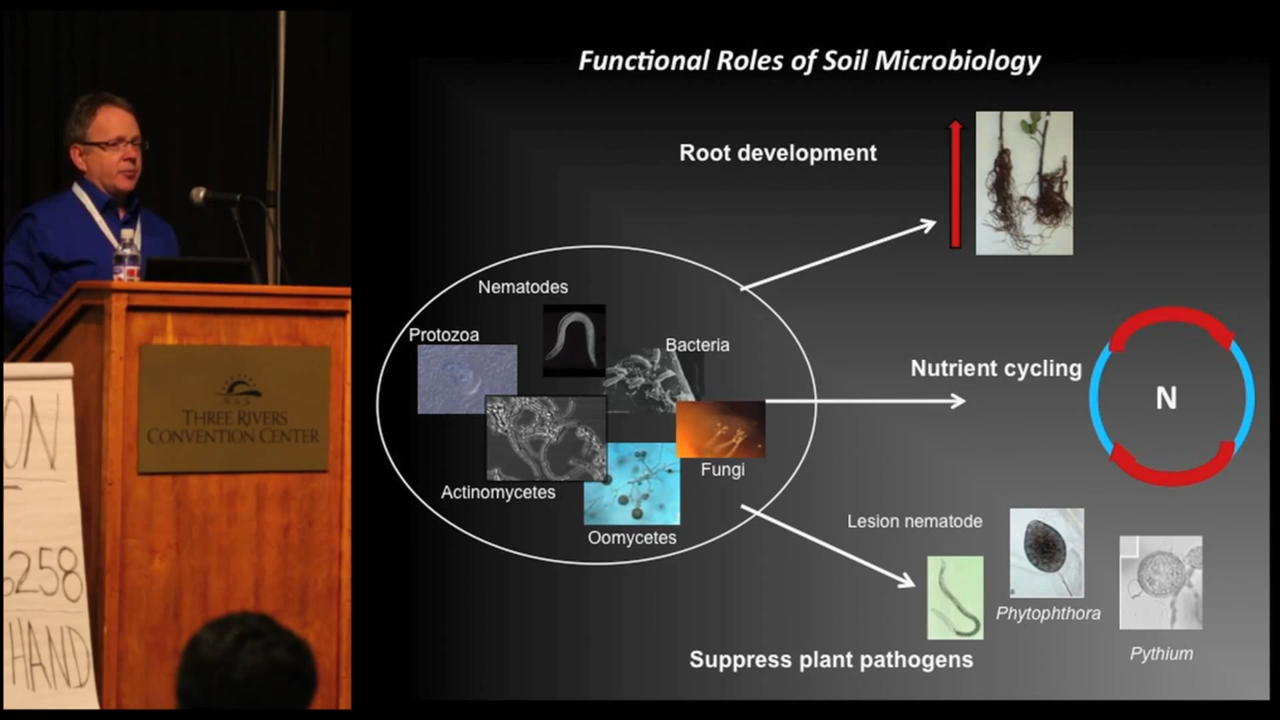 Functional Roles of Soil Microbiology
Root development
Nematodes
Protozoa
Bacteria
Nutrient cycling
N
Fungi
Actinomycetes
Oomycetes
Lesion nematode
Phytophthora
Pythium
Suppress plant pathogens
THREE RIVERS
CONVENTION CENTER
ON
258
HAND